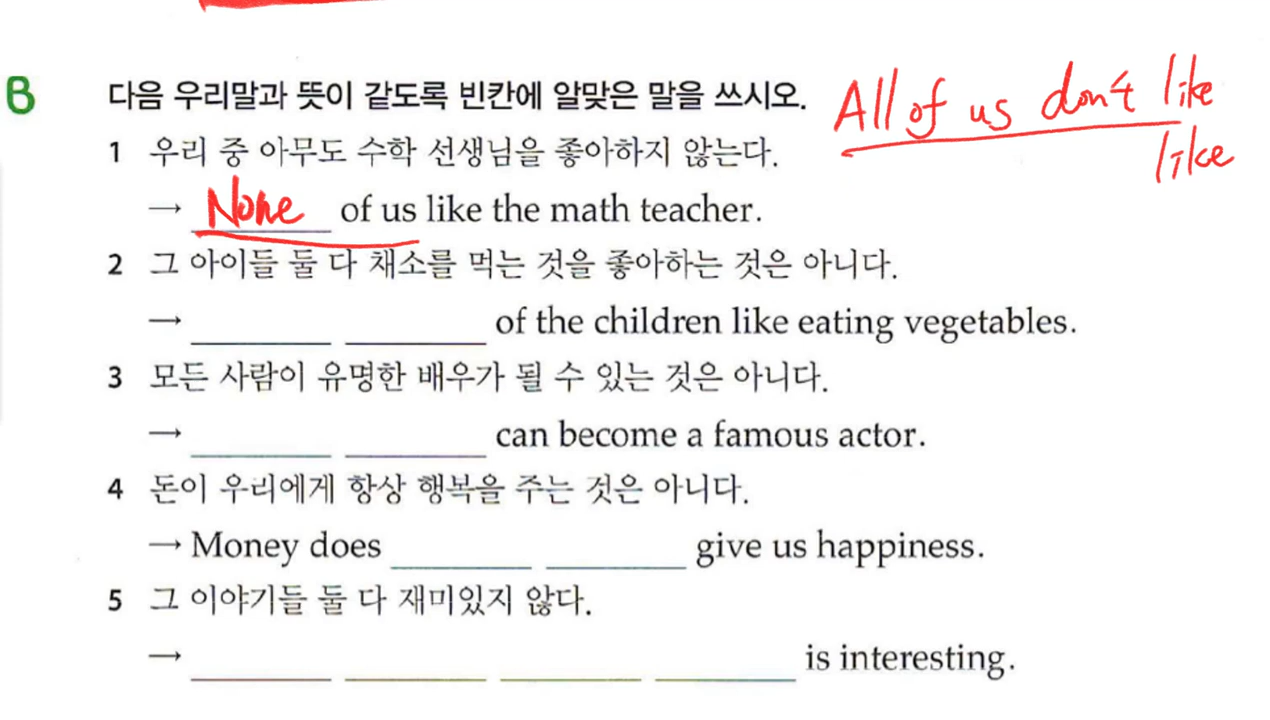 B 다음 우리말과 뜻이 같도록 빈칸에 알맞은 말을 쓰시오.
All of us don't like
like
1 우리 중 아무도 수학 선생님을 좋아하지 않는다.
→ None of us like the math teacher.
2 그 아이들 둘 다 채소를 먹는 것을 좋아하는 것은 아니다.
→ of the children like eating vegetables.
3 모든 사람이 유명한 배우가 될 수 있는 것은 아니다.
→ can become a famous actor.
4 돈이 우리에게 항상 행복을 주는 것은 아니다.
→ Money does give us happiness.
5 그 이야기들 둘 다 재미있지 않다.
→ is interesting.